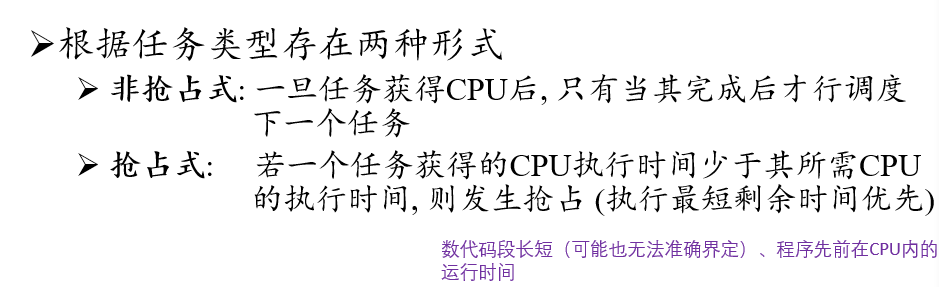 ➢根据任务类型存在两种形式
➢ 非抢占式: 一旦任务获得CPU后, 只有当其完成后才行调度
下一个任务
➢ 抢占式: 若一个任务获得的CPU执行时间少于其所需CPU
的执行时间, 则发生抢占 (执行最短剩余时间优先)
数代码段长短（可能也无法准确界定）、程序先前在CPU内的
运行时间